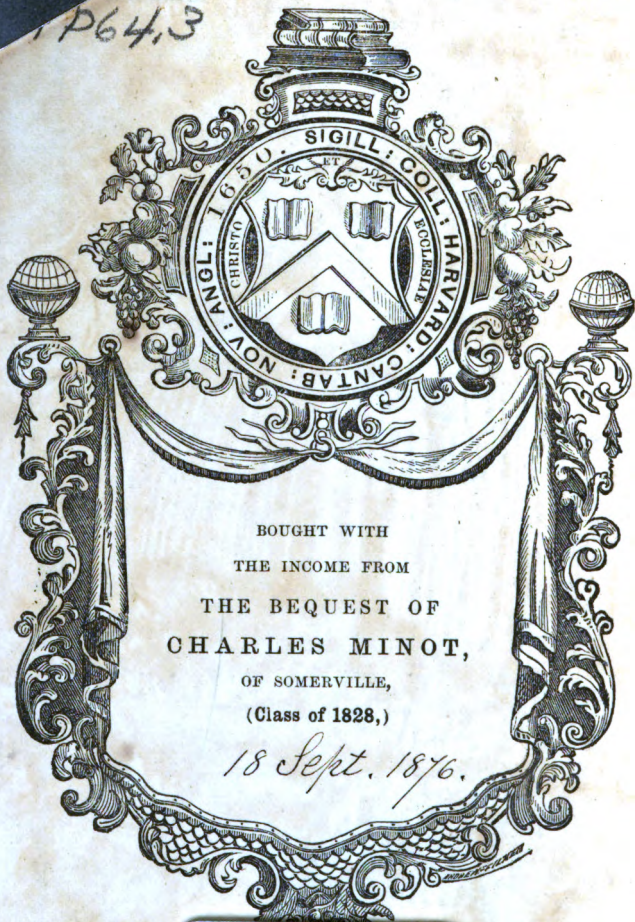 P64.3
SIGILL: COLL: HARVARD: CANTAB: NOV: ANGL: 1650.
ET
CHRISTO
ECCLESIAE
BOUGHT WITH
THE INCOME FROM
THE BEQUEST OF
CHARLES MINOT,
OF SOMERVILLE,
(Class of 1828,)
18 Sept. 1876.